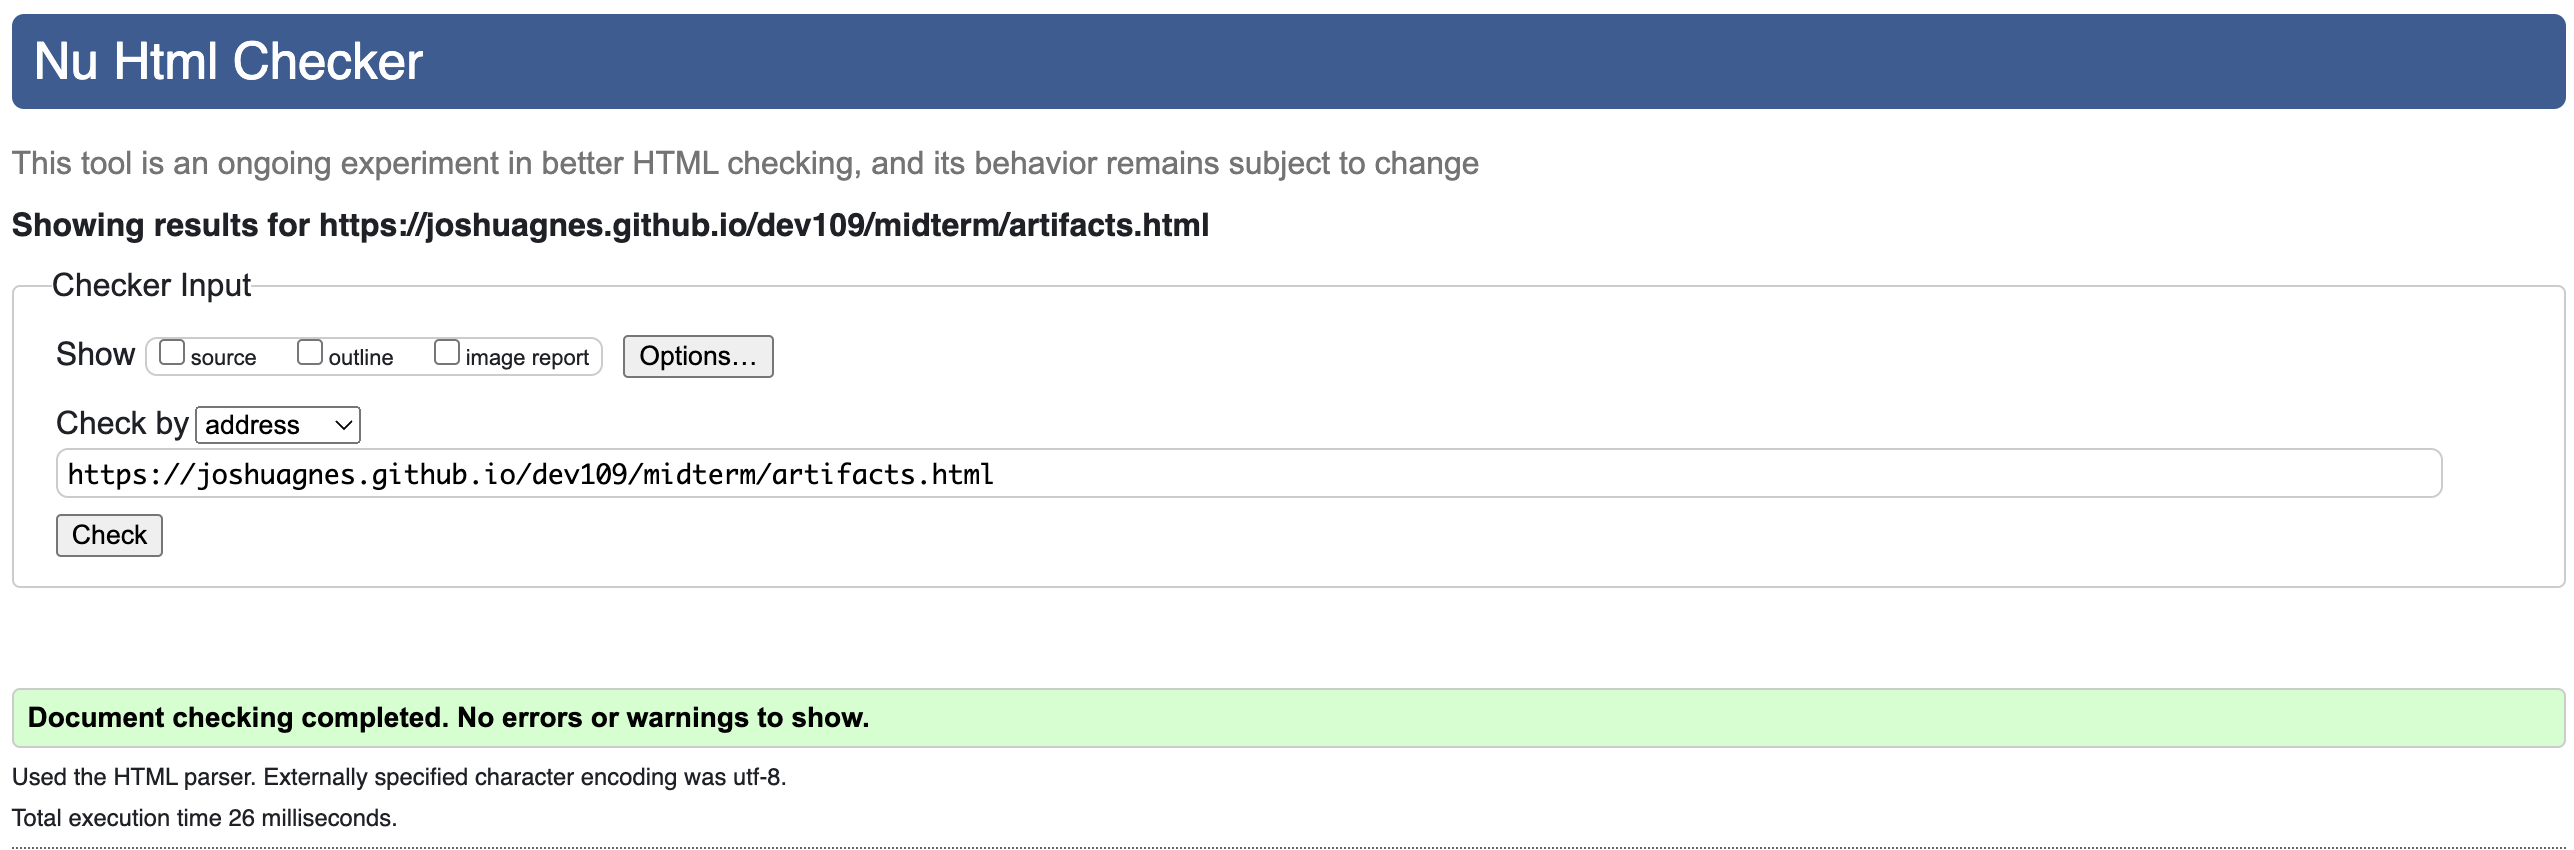 Nu Html Checker
This tool is an ongoing experiment in better HTML checking, and its behavior remains subject to change
Showing results for https://joshuagnes.github.io/dev109/midterm/artifacts.html
Checker Input
Show source outline image report Options...
Check by address
https://joshuagnes.github.io/dev109/midterm/artifacts.html
Check
Document checking completed. No errors or warnings to show.
Used the HTML parser. Externally specified character encoding was utf-8.
Total execution time 26 milliseconds.